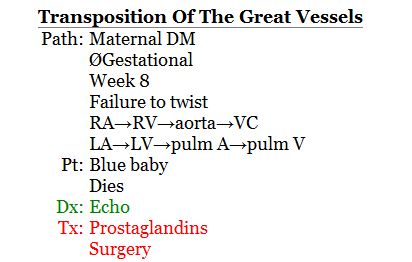 Transposition Of The Great Vessels
Path: Maternal DM
ØGestational
Week 8
Failure to twist
RA→RV→aorta→VC
LA→LV→pulm A→pulm V
Pt: Blue baby
Dies
Dx: Echo
Tx: Prostaglandins
Surgery